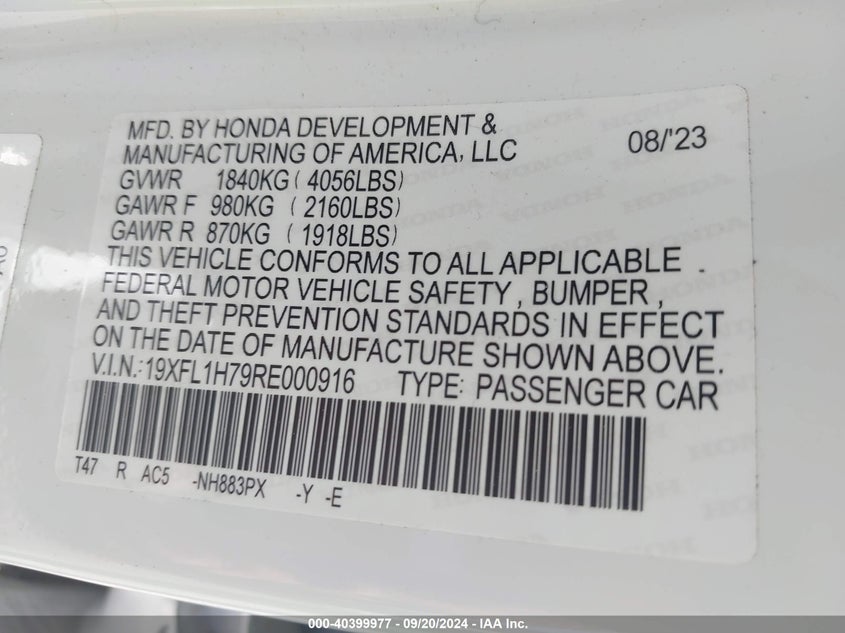 MFD. BY HONDA DEVELOPMENT &
MANUFACTURING OF AMERICA, LLC 08/'23
GVWR 1840KG ( 4056LBS)
GAWR F 980KG ( 2160LBS)
GAWR R 870KG ( 1918LBS)
THIS VEHICLE CONFORMS TO ALL APPLICABLE
FEDERAL MOTOR VEHICLE SAFETY , BUMPER ,
AND THEFT PREVENTION STANDARDS IN EFFECT
ON THE DATE OF MANUFACTURE SHOWN ABOVE.
V.I.N.:19XFL1H79RE000916 TYPE: PASSENGER CAR
T47 R AC5 -NH883PX -Y -E
000-40399977 - 09/20/2024 - IAA Inc.